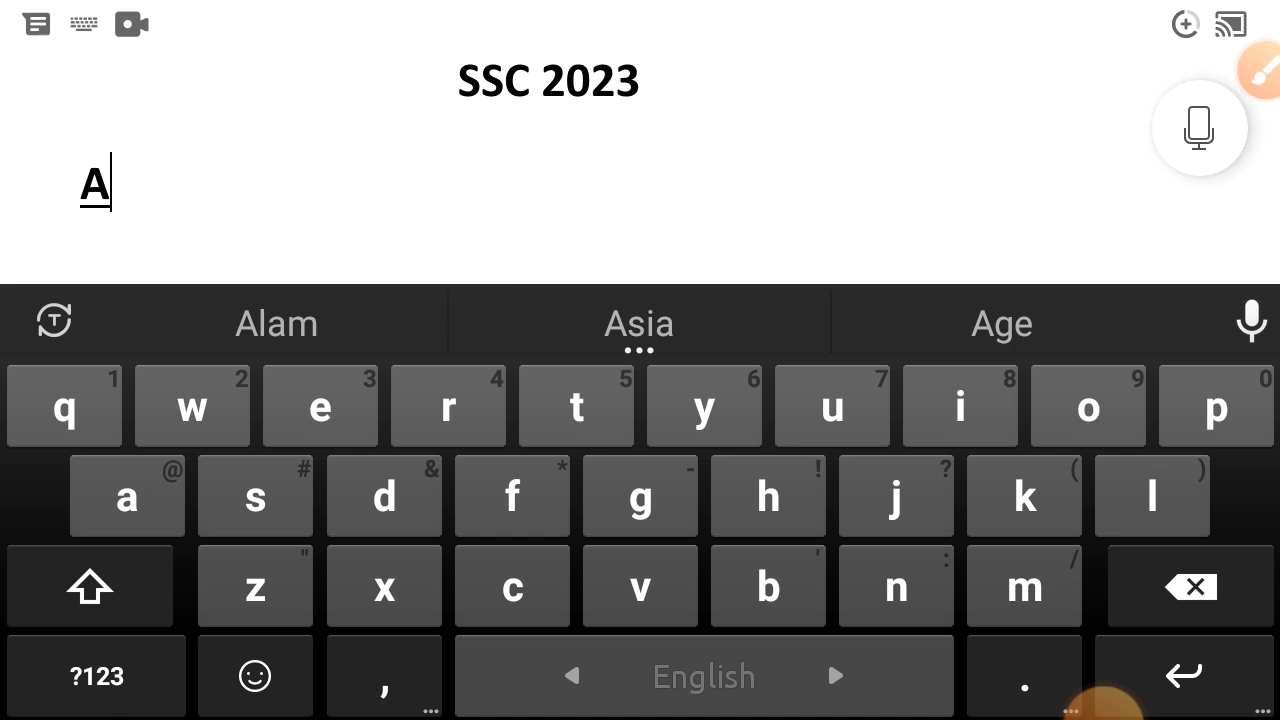 SSC 2023
A
T
Alam Asia Age
q 1 w 2 e 3 r 4 t 5 y 6 u 7 i 8 o 9 p 0
a @ s # d & f * g - h ! j ? k ( l )
z " x c v b ' n : m /
?123 , English .